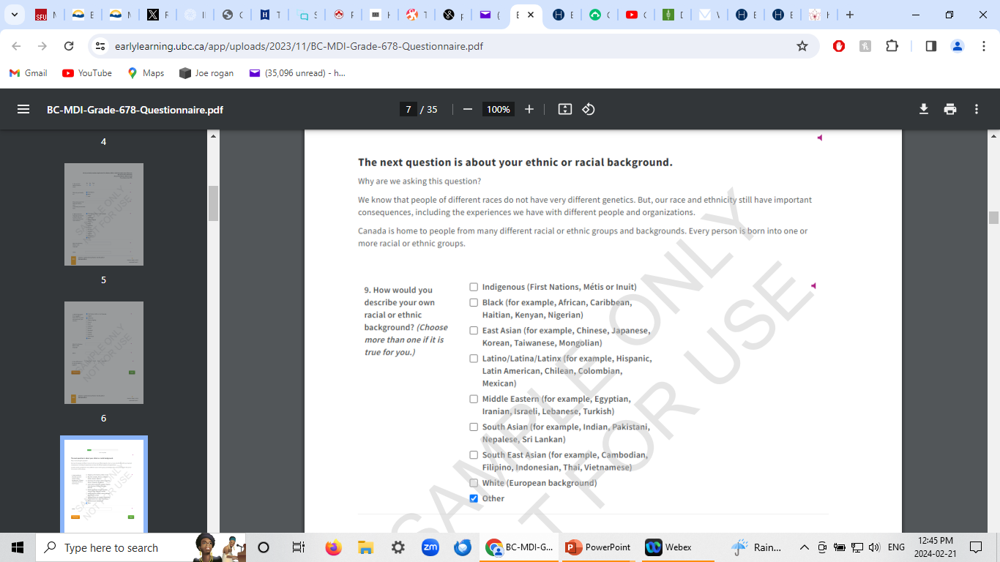 earlylearning.ubc.ca/app/uploads/2023/11/BC-MDI-Grade-678-Questionnaire.pdf
Gmail YouTube Maps Joe rogan (35,096 unread) - h...
BC-MDI-Grade-678-Questionnaire.pdf 7 / 35 100%
4
5
6
The next question is about your ethnic or racial background.
Why are we asking this question?
We know that people of different races do not have very different genetics. But, our race and ethnicity still have important
consequences, including the experiences we have with different people and organizations.
Canada is home to people from many different racial or ethnic groups and backgrounds. Every person is born into one or
more racial or ethnic groups.
9. How would you
describe your own
racial or ethnic
background? (Choose
more than one if it is
true for you.)
Indigenous (First Nations, Métis or Inuit)
Black (for example, African, Caribbean,
Haitian, Kenyan, Nigerian)
East Asian (for example, Chinese, Japanese,
Korean, Taiwanese, Mongolian)
Latino/Latina/Latinx (for example, Hispanic,
Latin American, Chilean, Colombian,
Mexican)
Middle Eastern (for example, Egyptian,
Iranian, Israeli, Lebanese, Turkish)
South Asian (for example, Indian, Pakistani,
Nepalese, Sri Lankan)
South East Asian (for example, Cambodian,
Filipino, Indonesian, Thai, Vietnamese)
White (European background)
Other
SAMPLE ONLY
T FOR USE
Type here to search
BC-MDI-G... PowerPoint Webex Rain... ENG 12:45 PM
2024-02-21